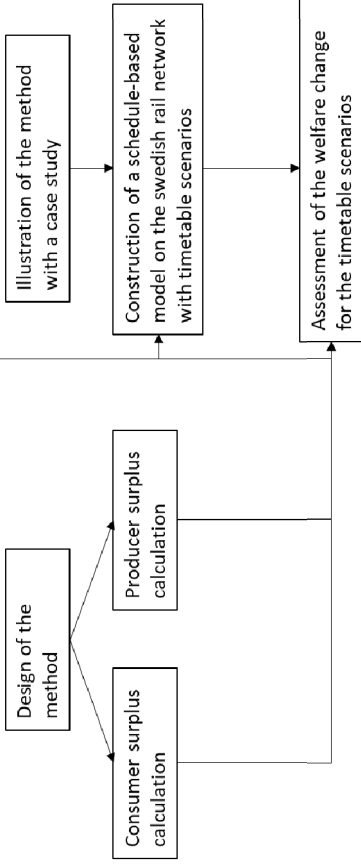 Design of the
method
Consumer surplus
calculation
Producer surplus
calculation
Illustration of the method
with a case study
Construction of a schedule-based
model on the swedish rail network
with timetable scenarios
Assessment of the welfare change
for the timetable scenarios